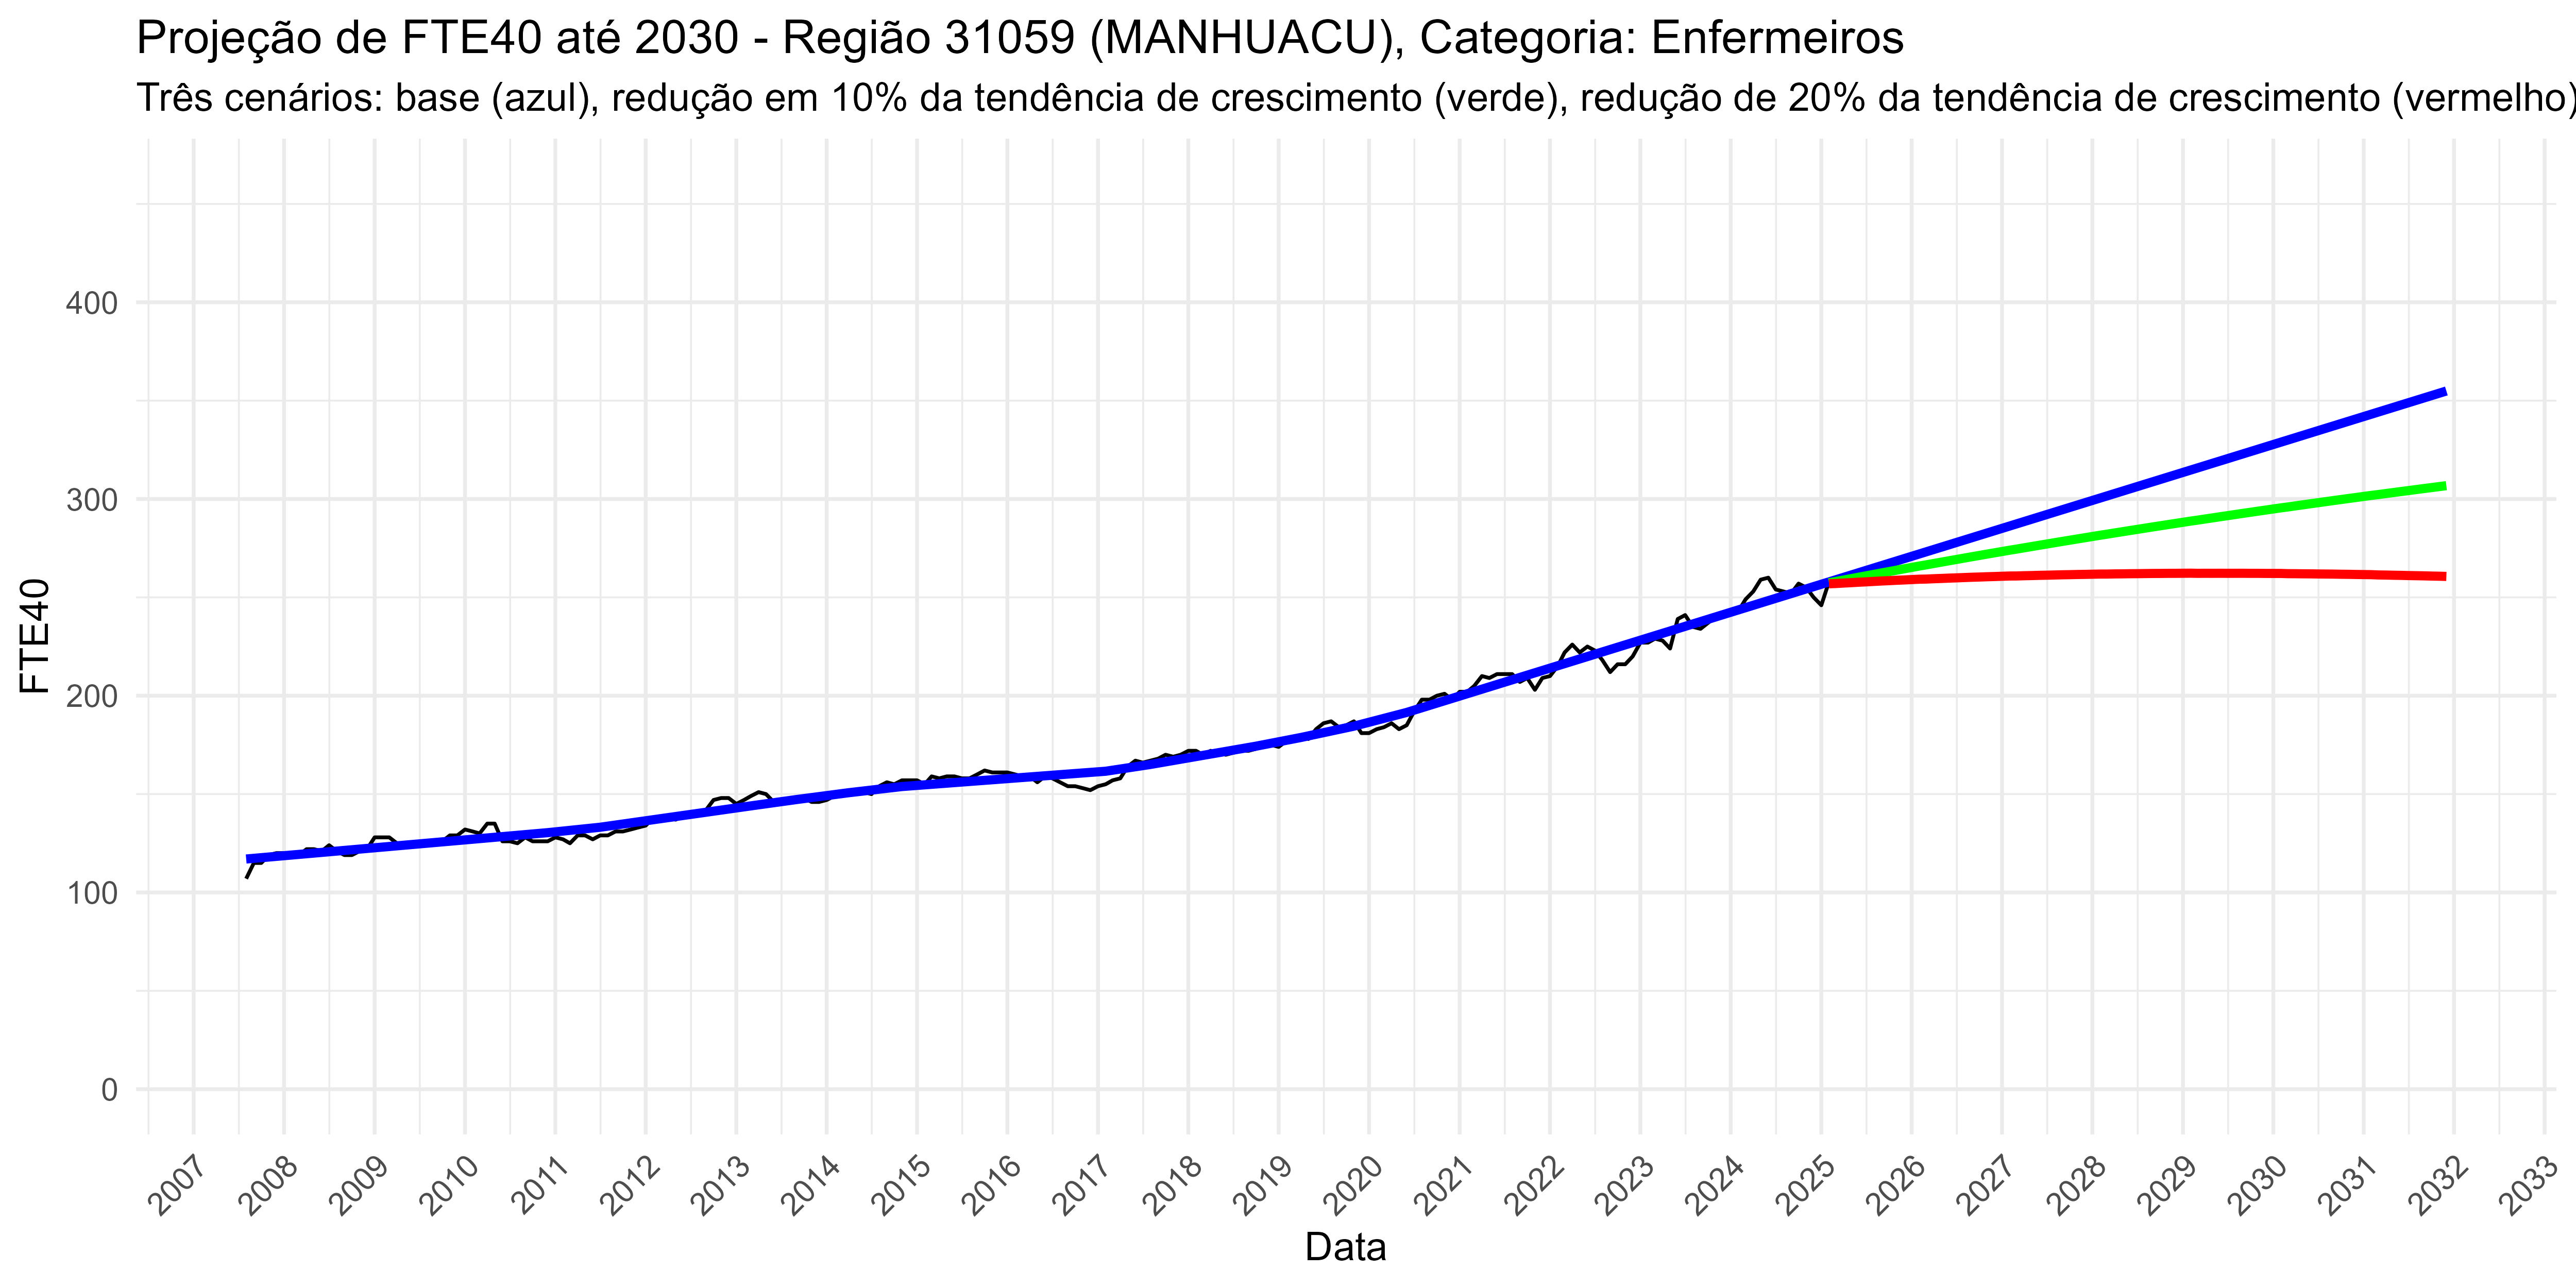 Projeção de FTE40 até 2030 - Região 31059 (MANHUACU), Categoria: Enfermeiros
Três cenários: base (azul), redução em 10% da tendência de crescimento (verde), redução de 20% da tendência de crescimento (vermelho)
400
300
200
100
0
FTE40
2007 2008 2009 2010 2011 2012 2013 2014 2015 2016 2017 2018 2019 2020 2021 2022 2023 2024 2025 2026 2027 2028 2029 2030 2031 2032 2033
Data